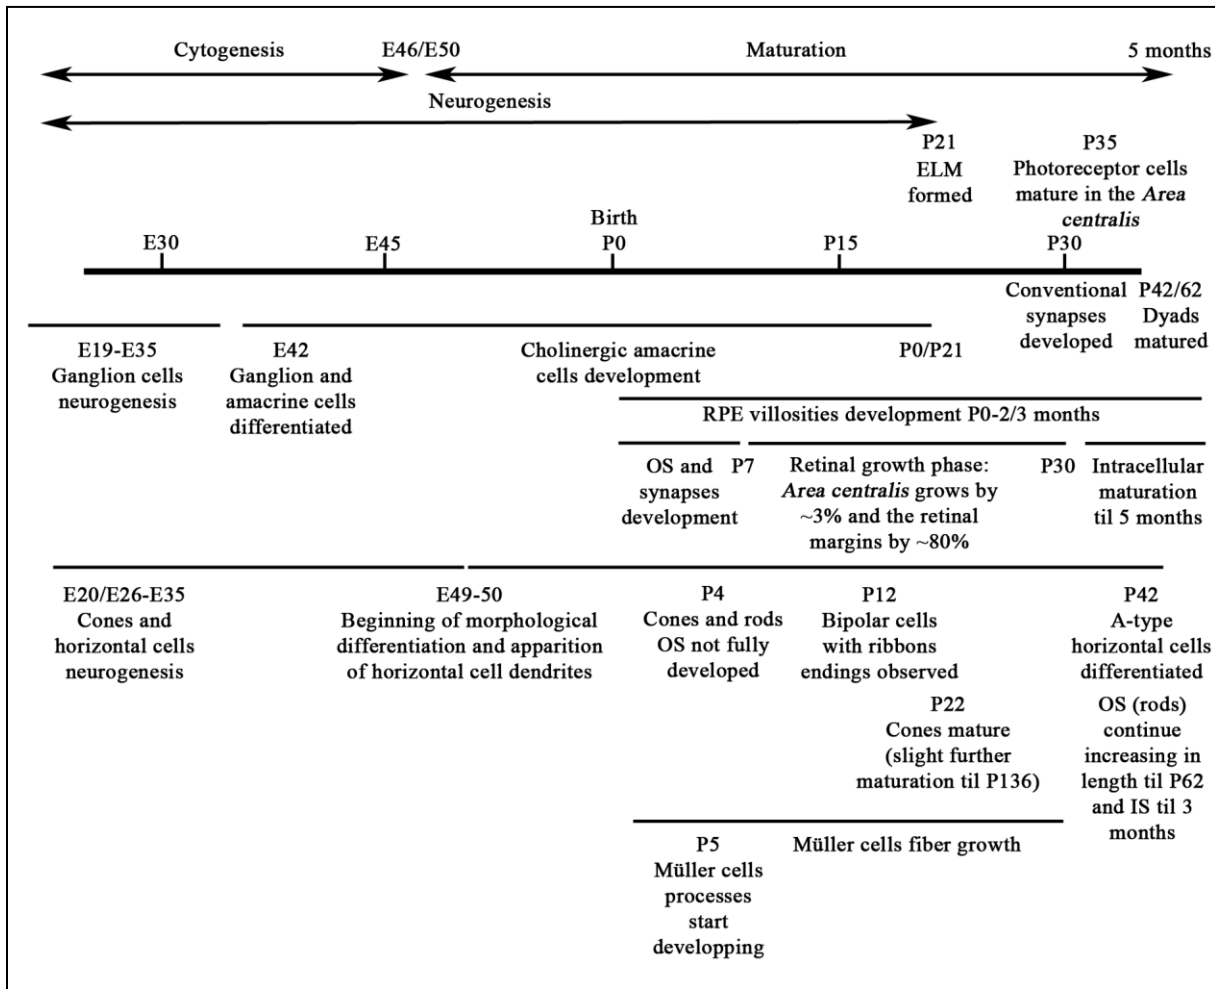 Cytogenesis E46/E50 Maturation 5 months
Neurogenesis
P21
ELM
formed
P35
Photoreceptor cells
mature in the Area
centralis
Birth
E30 E45 P0 P15 P30
Conventional
synapses
developed
P42/62
Dyads
matured
E19-E35
Ganglion cells
neurogenesis
E42
Ganglion and
amacrine cells
differentiated
Cholinergic amacrine
cells development
P0/P21
RPE villosities development P0-2/3 months
OS and
synapses
development
P7
Retinal growth phase:
Area centralis grows by
~3% and the retinal
margins by ~80%
P30
Intracellular
maturation
til 5 months
E20/E26-E35
Cones and
horizontal cells
neurogenesis
E49-50
Beginning of morphological
differentiation and apparition
of horizontal cell dendrites
P4
Cones and rods
OS not fully
developed
P12
Bipolar cells
with ribbons
endings observed
P42
A-type
horizontal cells
differentiated
P22
Cones mature
(slight further
maturation til P136)
OS (rods)
continue
increasing in
length til P62
and IS til 3
months
P5
Müller cells
processes
start
developping
Müller cells fiber growth